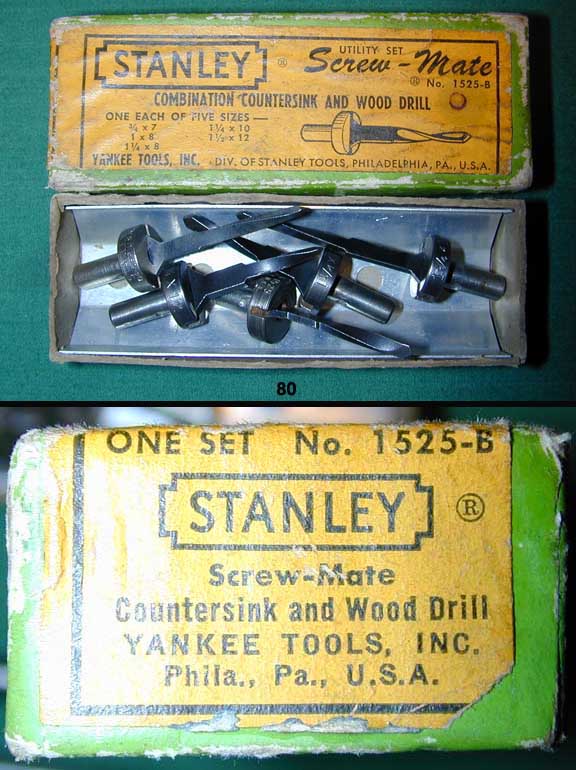 UTILITY SET
STANLEY ® Screw-Mate
® No. 1525-B
COMBINATION COUNTERSINK AND WOOD DRILL
ONE EACH OF FIVE SIZES—
¾ x 7 1¼ x 10
1 x 8 1½ x 12
1¼ x 8
YANKEE TOOLS, INC. · DIV. OF STANLEY TOOLS, PHILADELPHIA, PA., U.S.A.
80
ONE SET No. 1525-B
STANLEY ®
Screw-Mate
Countersink and Wood Drill
YANKEE TOOLS, INC.
Phila., Pa., U.S.A.